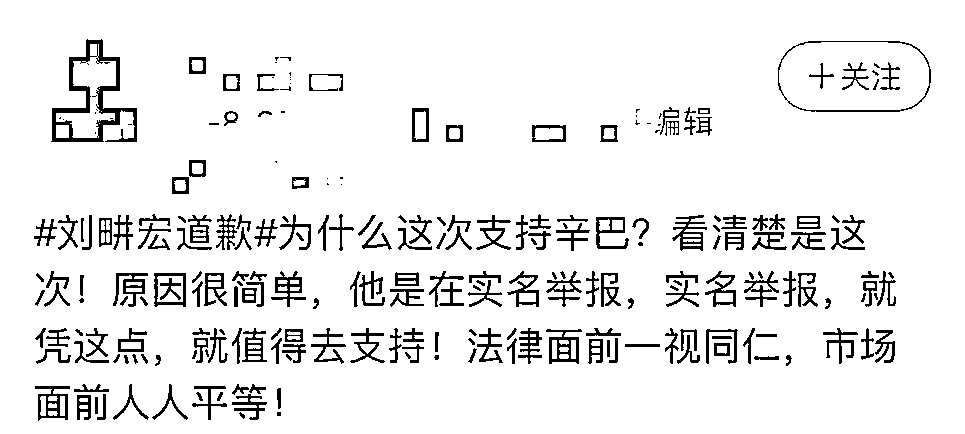 +关注
编辑
#刘畊宏道歉#为什么这次支持辛巴？看清楚是这
次！原因很简单，他是在实名举报，实名举报，就
凭这点，就值得去支持！法律面前一视同仁，市场
面前人人平等！